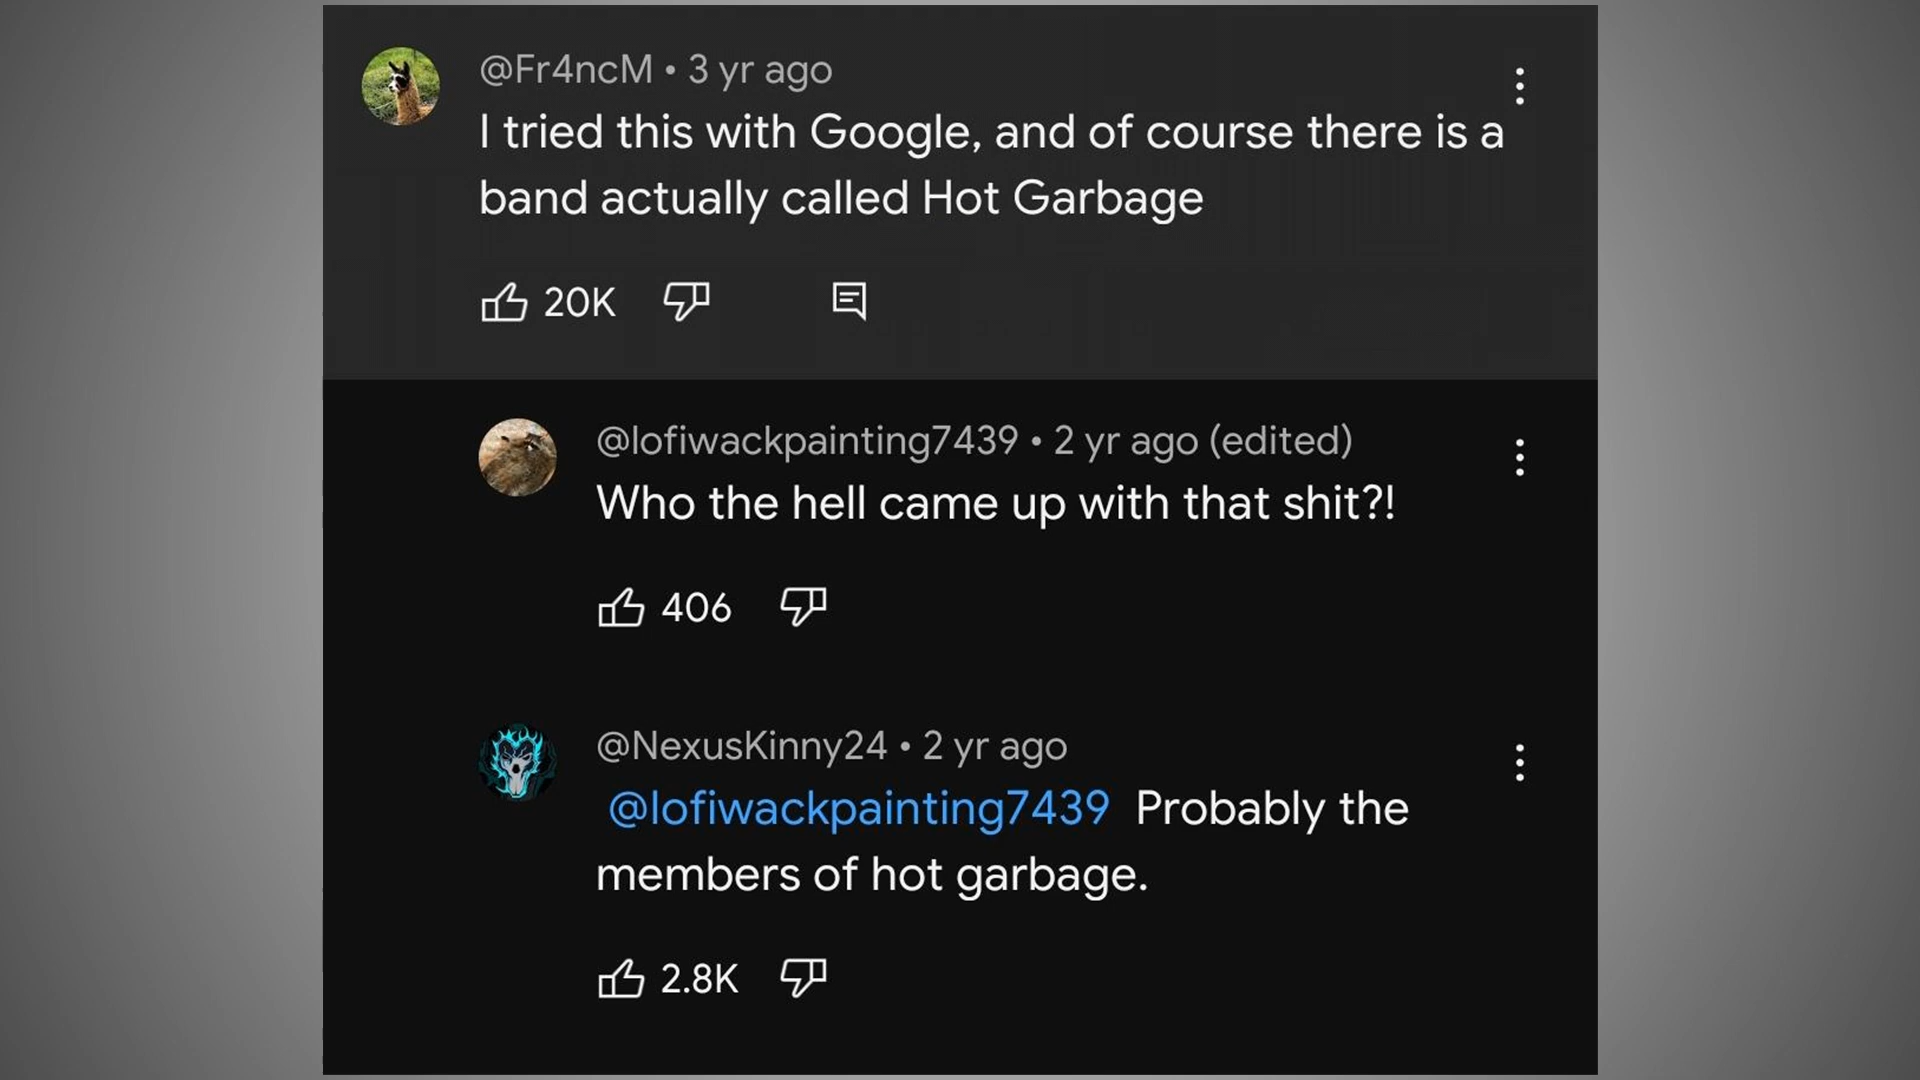 @Fr4ncM • 3 yr ago
I tried this with Google, and of course there is a
band actually called Hot Garbage
20K
@lofiwackpainting7439 • 2 yr ago (edited)
Who the hell came up with that shit?!
406
@NexusKinny24 • 2 yr ago
@lofiwackpainting7439 Probably the
members of hot garbage.
2.8K